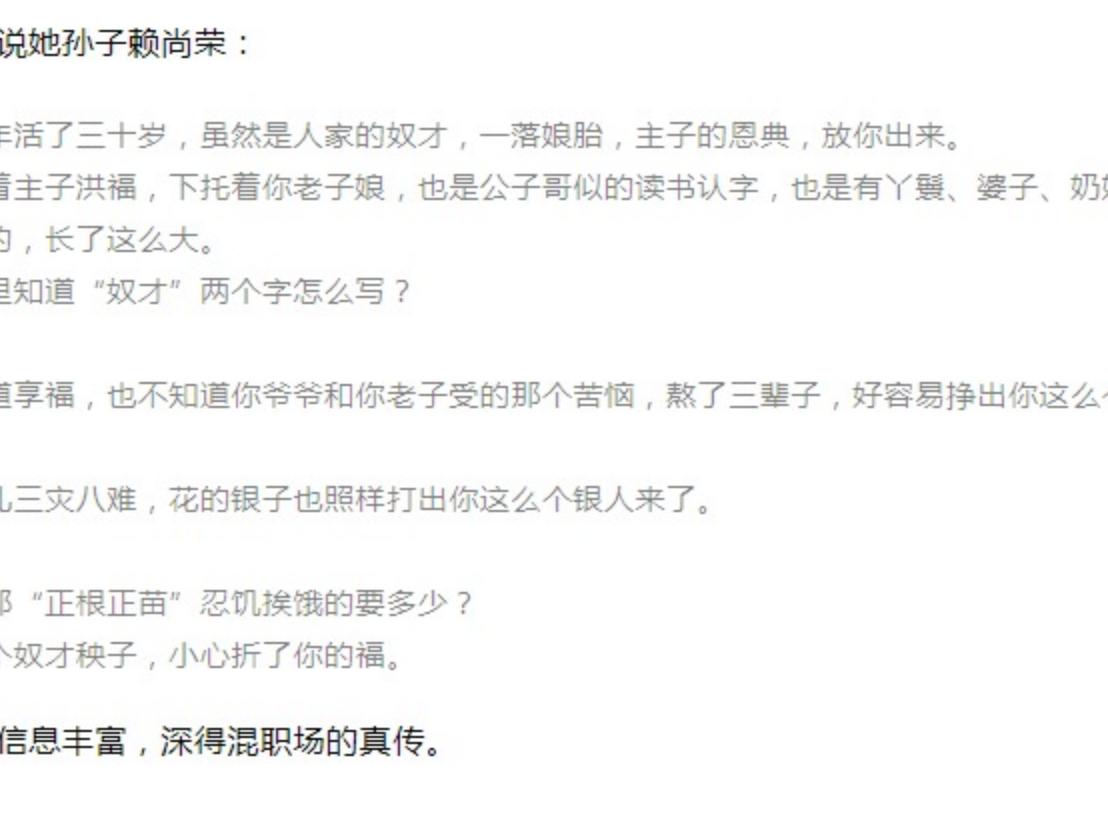 说她孙子赖尚荣：
年活了三十岁，虽然是人家的奴才，一落娘胎，主子的恩典，放你出来。
着主子洪福，下托着你老子娘，也是公子哥似的读书认字，也是有丫鬟、婆子、奶
的，长了这么大。
里知道“奴才”两个字怎么写？
道享福，也不知道你爷爷和你老子受的那个苦恼，熬了三辈子，好容易挣出你这么
儿三灾八难，花的银子也照样打出你这么个银人来了。
那“正根正苗”忍饥挨饿的要多少？
个奴才秧子，小心折了你的福。
信息丰富，深得混职场的真传。